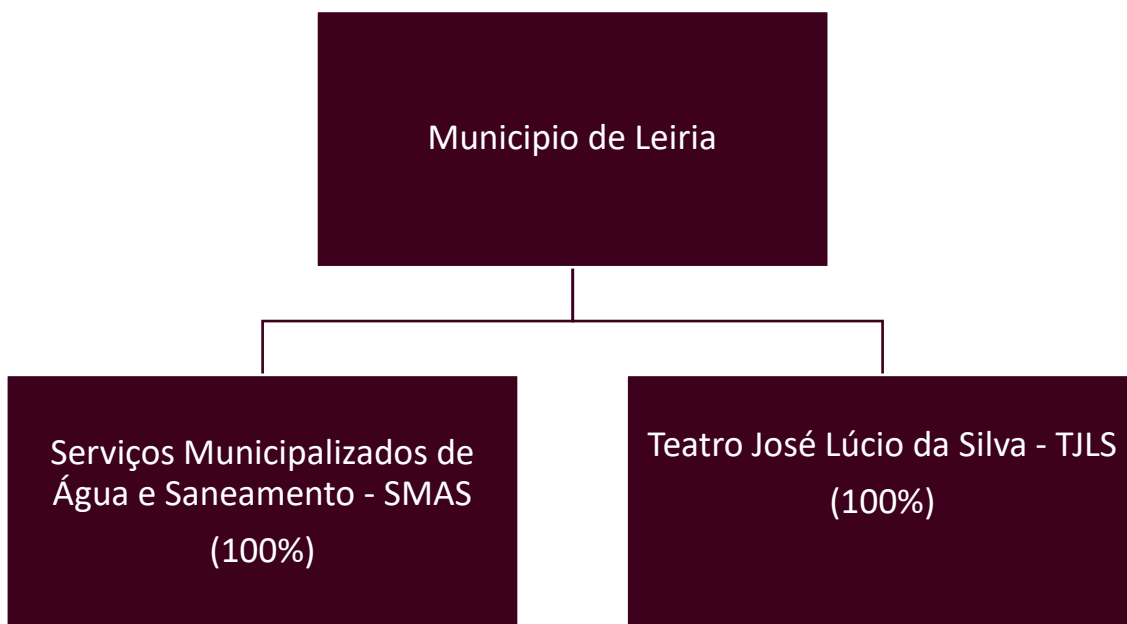 Municipio de Leiria
Serviços Municipalizados de
Água e Saneamento - SMAS
(100%)
Teatro José Lúcio da Silva - TJLS
(100%)